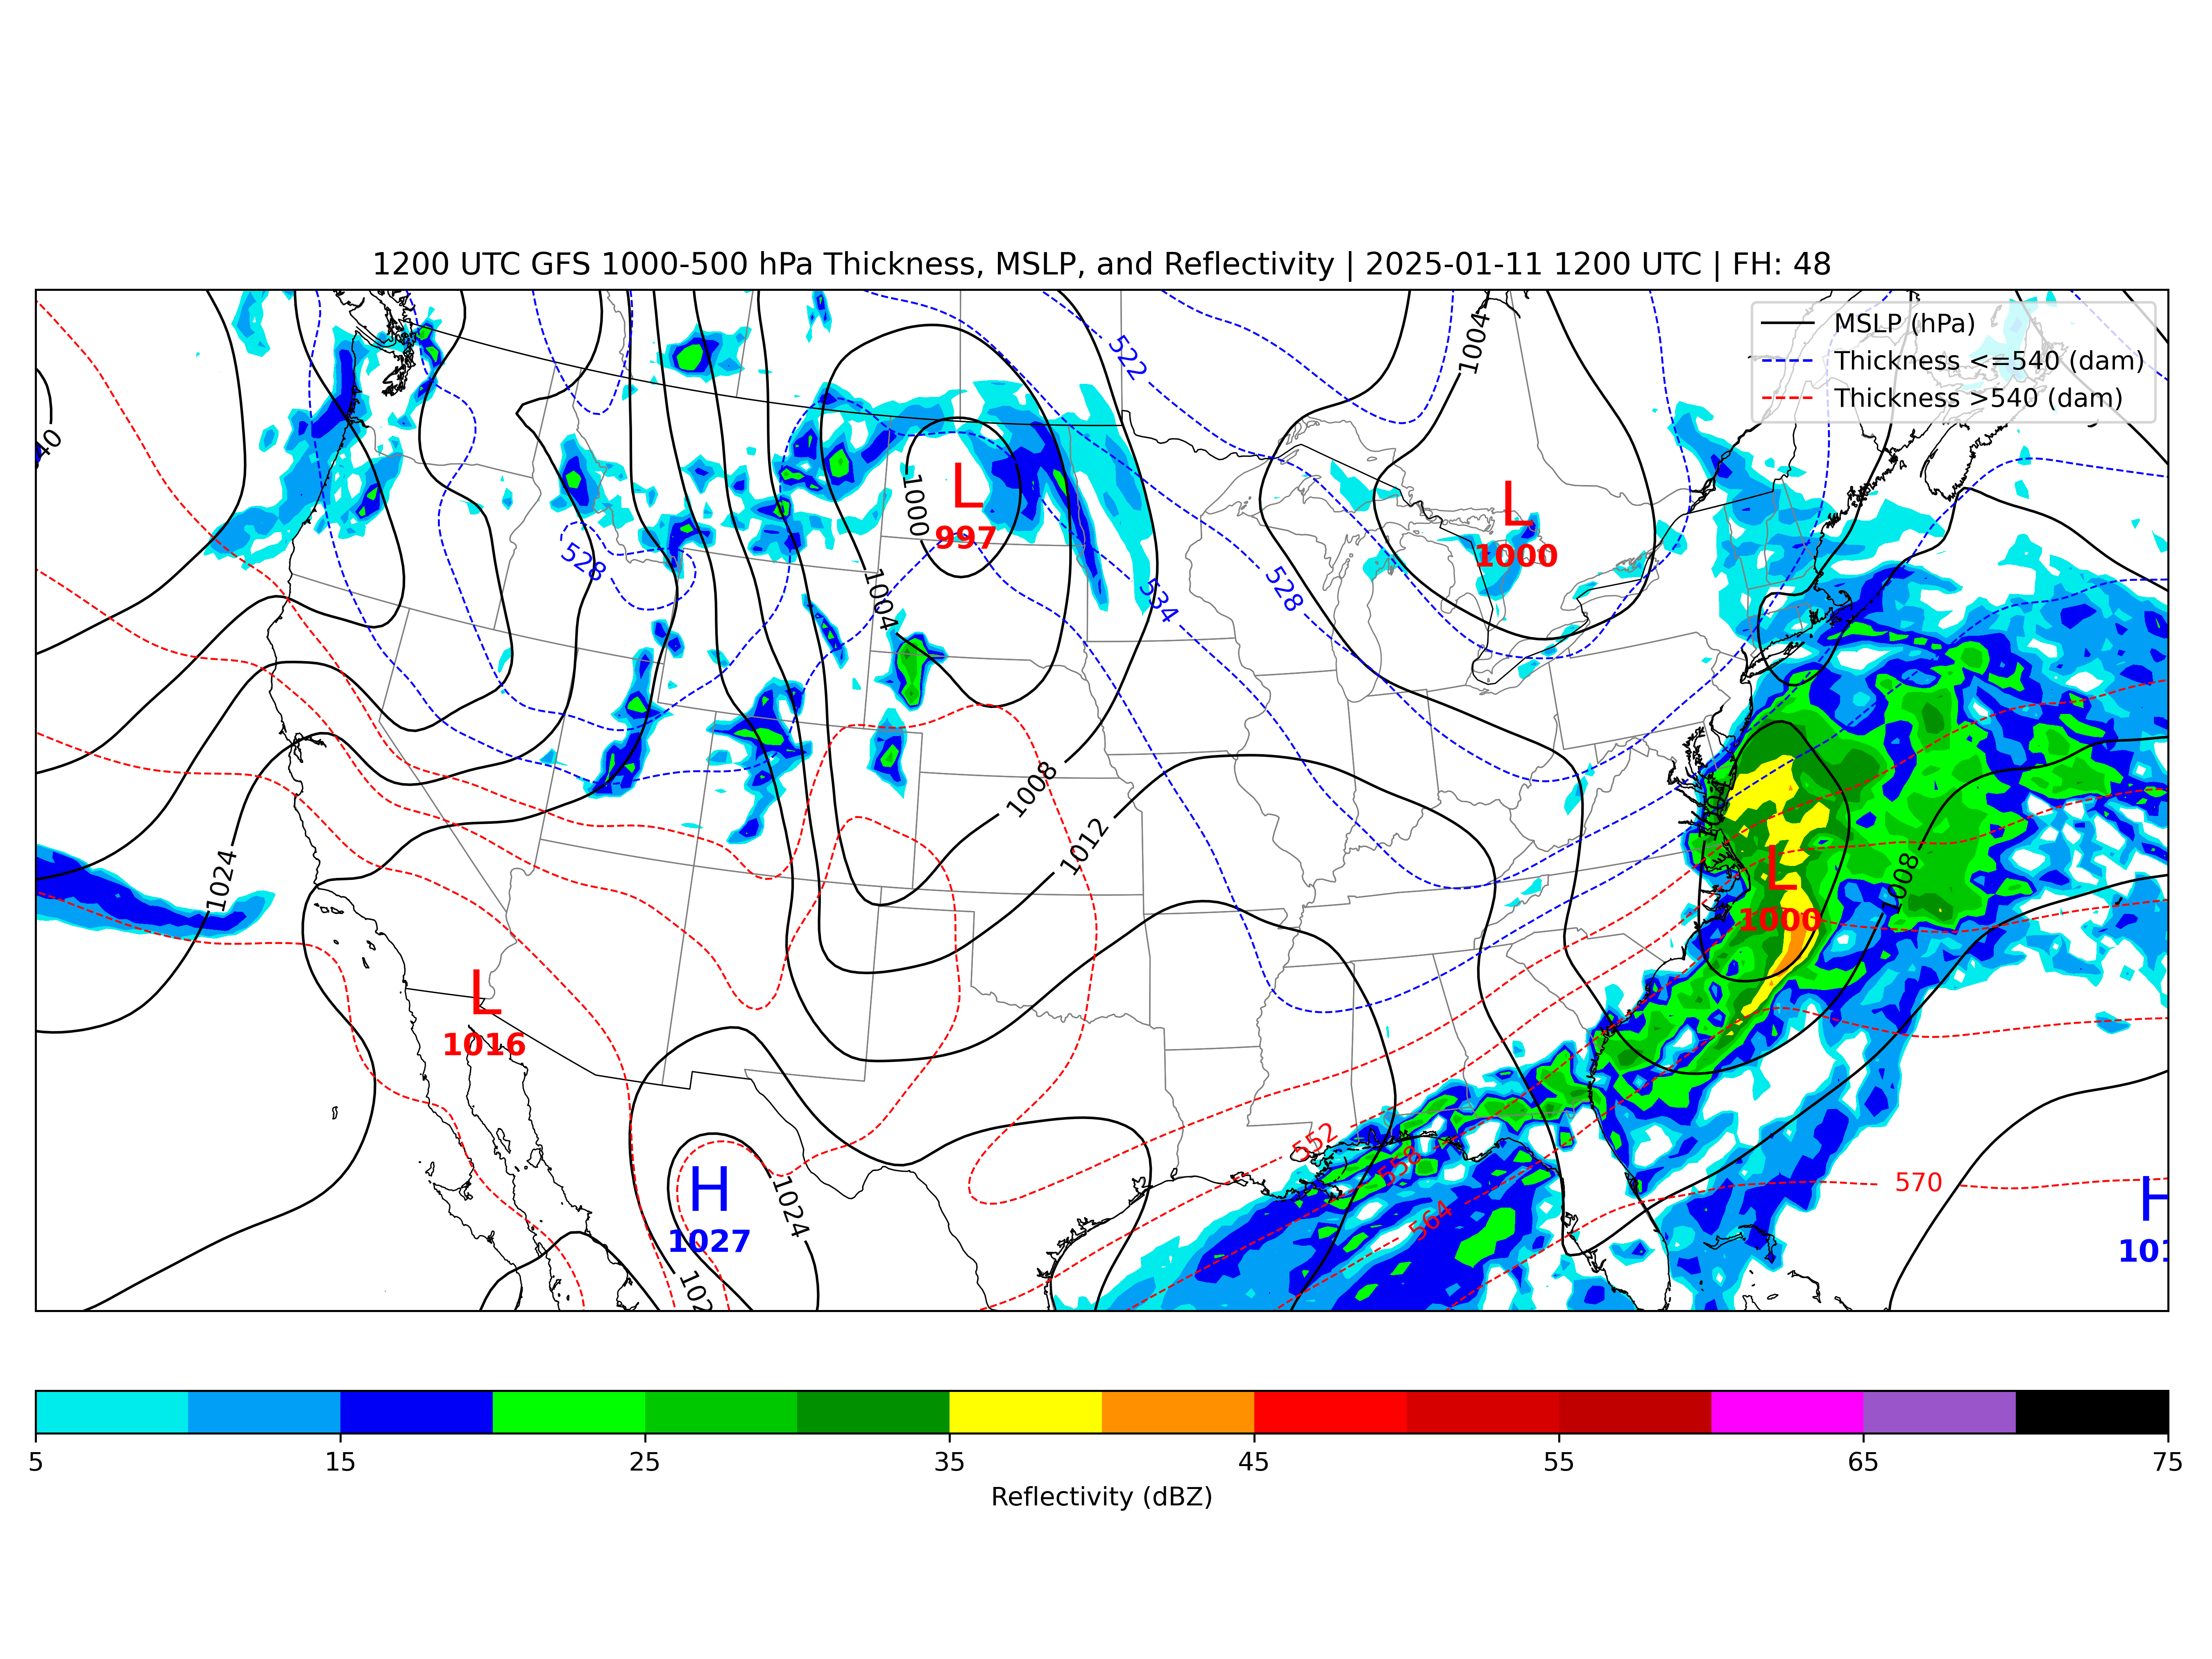 1200 UTC GFS 1000-500 hPa Thickness, MSLP, and Reflectivity | 2025-01-11 1200 UTC | FH: 48
MSLP (hPa)
Thickness <=540 (dam)
Thickness >540 (dam)
1004
522
40
1000
L
997
L
1000
528
1004
534
528
1008
1004
1012
1024
L
1000
1008
L
1016
552
558
564
570
H
1027
1024
102
H
101
5 15 25 35 45 55 65 75
Reflectivity (dBZ)